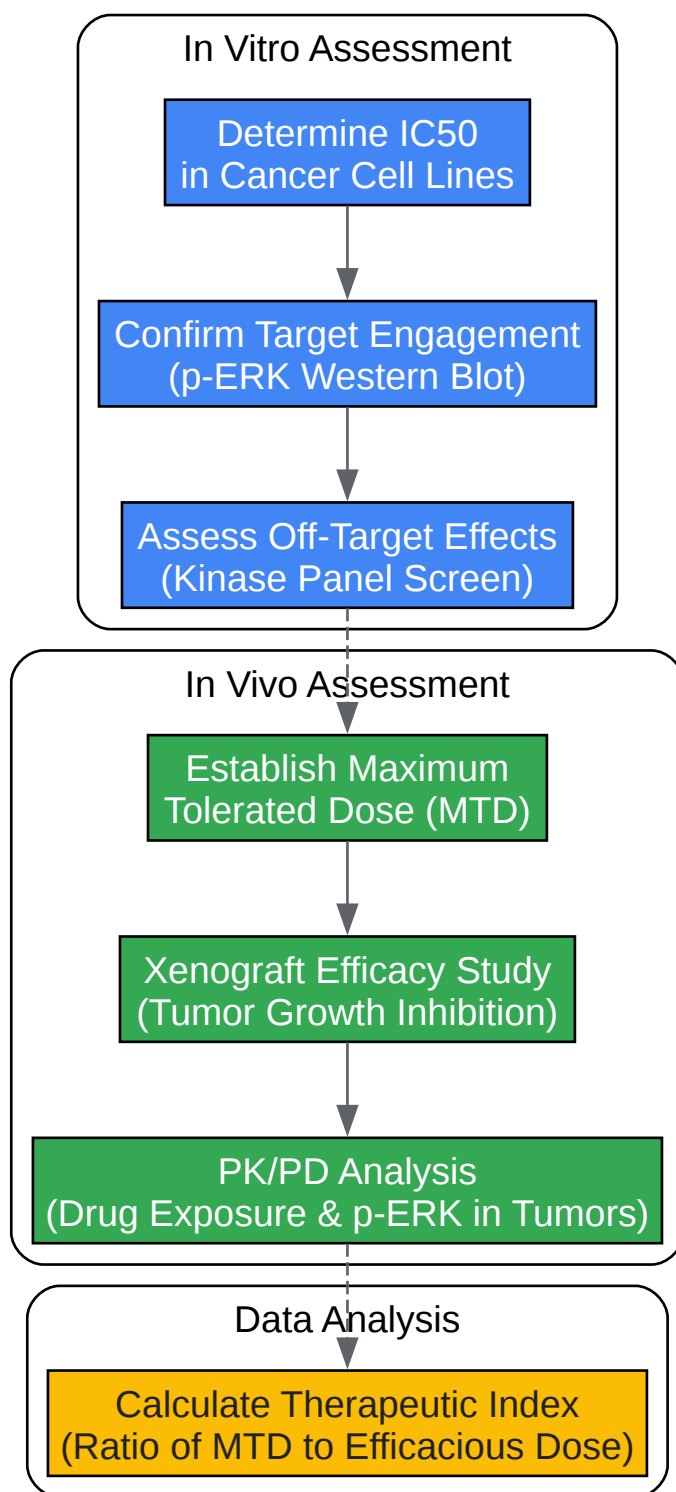 In Vitro Assessment
Determine IC50
in Cancer Cell Lines
Confirm Target Engagement
(p-ERK Western Blot)
Assess Off-Target Effects
(Kinase Panel Screen)
In Vivo Assessment
Establish Maximum
Tolerated Dose (MTD)
Xenograft Efficacy Study
(Tumor Growth Inhibition)
PK/PD Analysis
(Drug Exposure & p-ERK in Tumors)
Data Analysis
Calculate Therapeutic Index
(Ratio of MTD to Efficacious Dose)